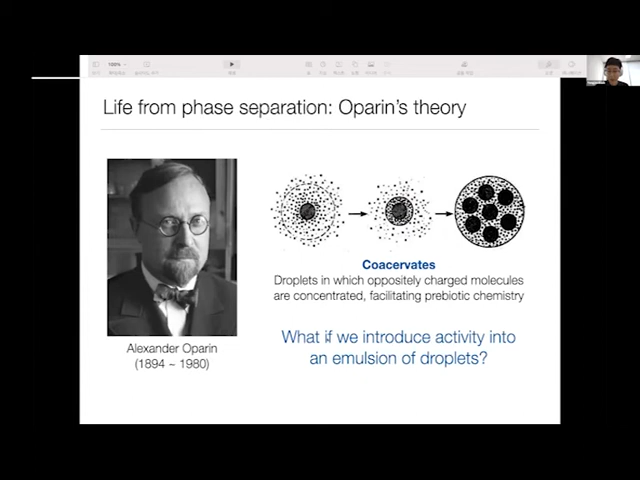 100%
Life from phase separation: Oparin's theory
Coacervates
Droplets in which oppositely charged molecules
are concentrated, facilitating prebiotic chemistry
What if we introduce activity into
an emulsion of droplets?
Alexander Oparin
(1894 ~ 1980)